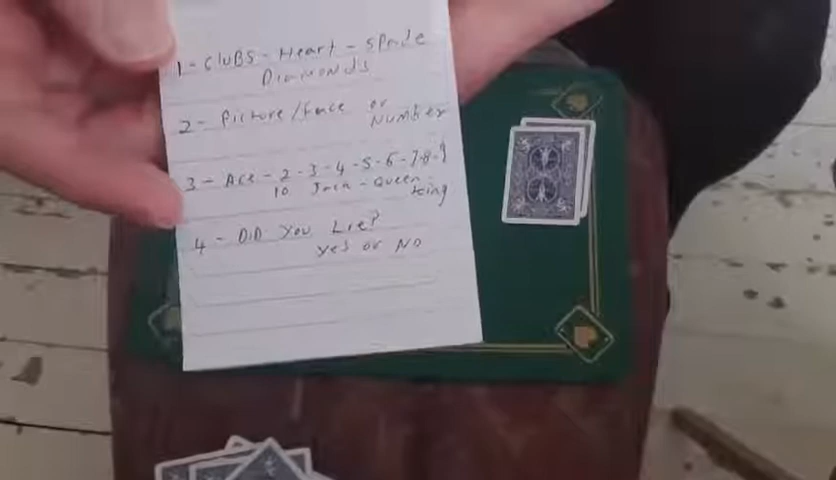 1 - CLUBS - Heart - SPade
Diamonds
2 - Picture/Face or
Number
3 - Ace - 2 - 3 - 4 - 5 - 6 - 7 - 8 - 9
10 Jack - Queen -
King
4 - DID You Lie?
yes or No